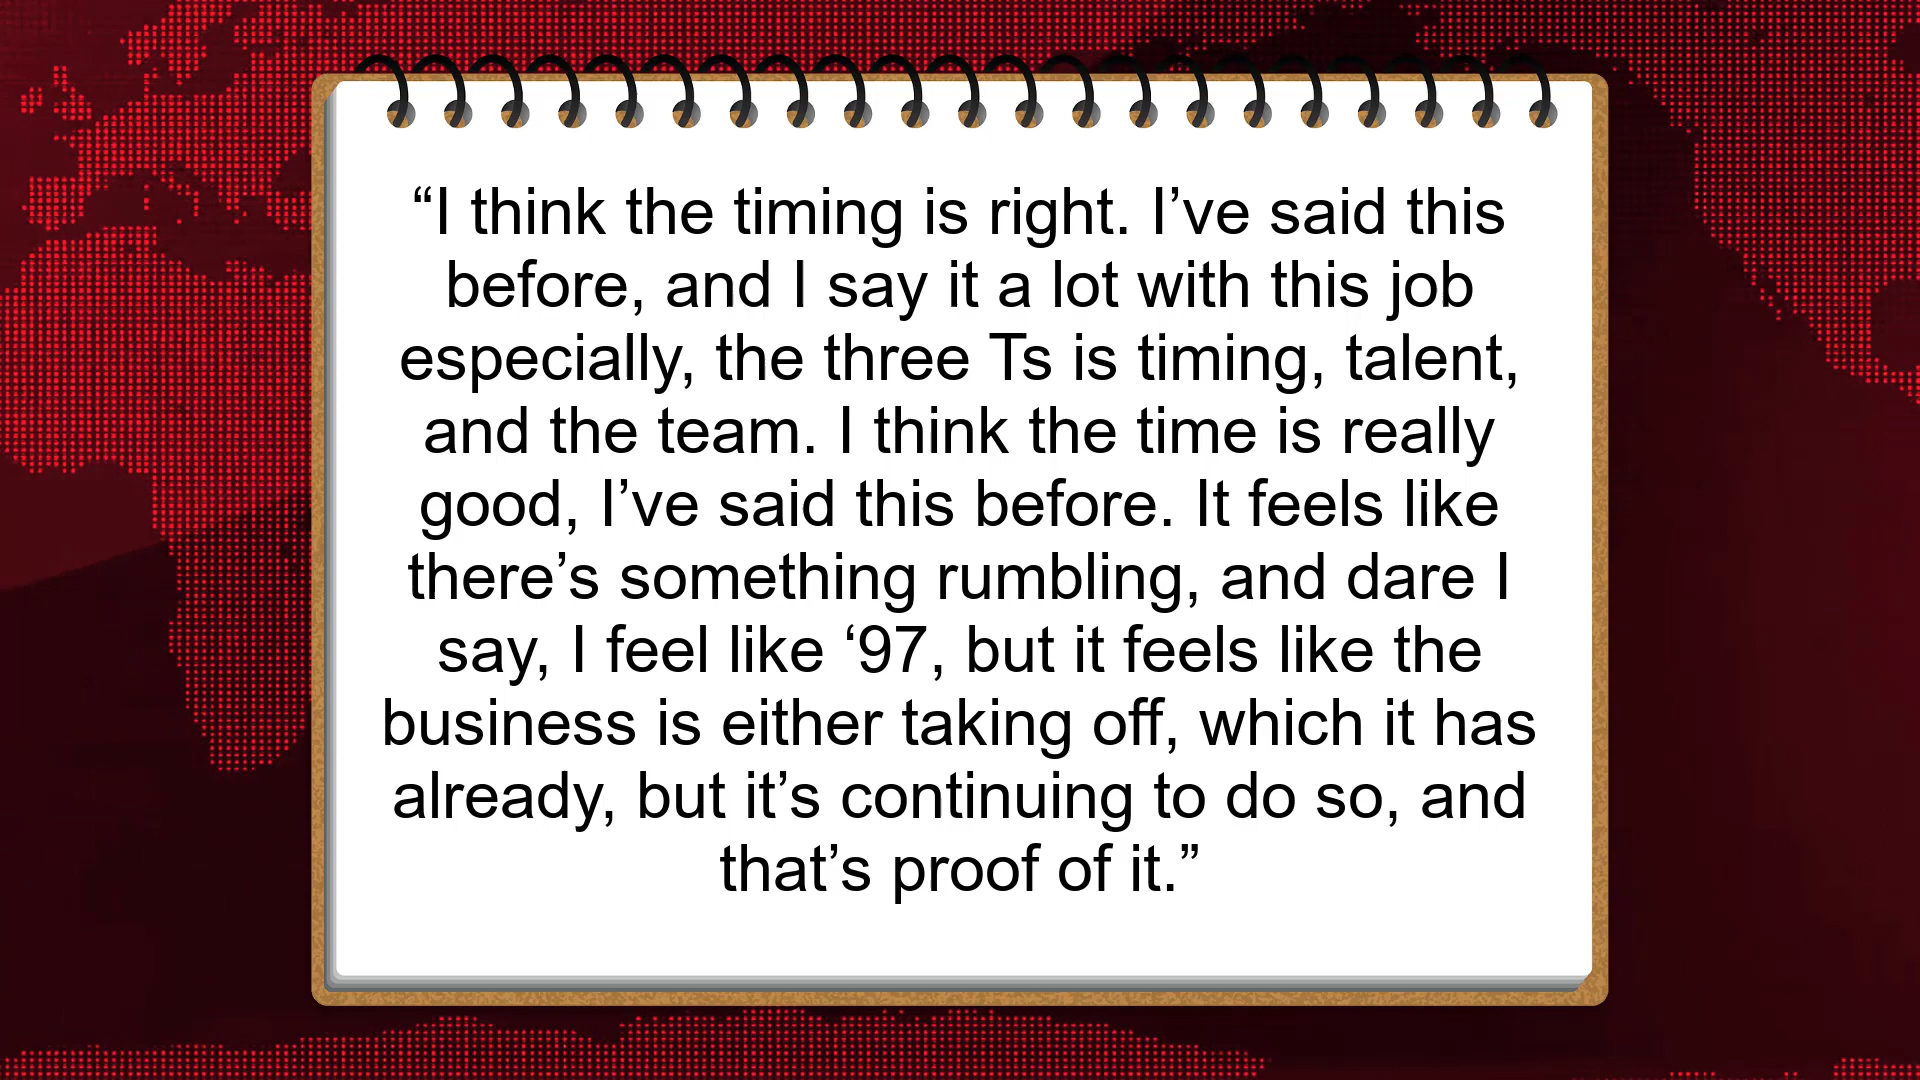 “I think the timing is right. I’ve said this
before, and I say it a lot with this job
especially, the three Ts is timing, talent,
and the team. I think the time is really
good, I’ve said this before. It feels like
there’s something rumbling, and dare I
say, I feel like ‘97, but it feels like the
business is either taking off, which it has
already, but it’s continuing to do so, and
that’s proof of it.”